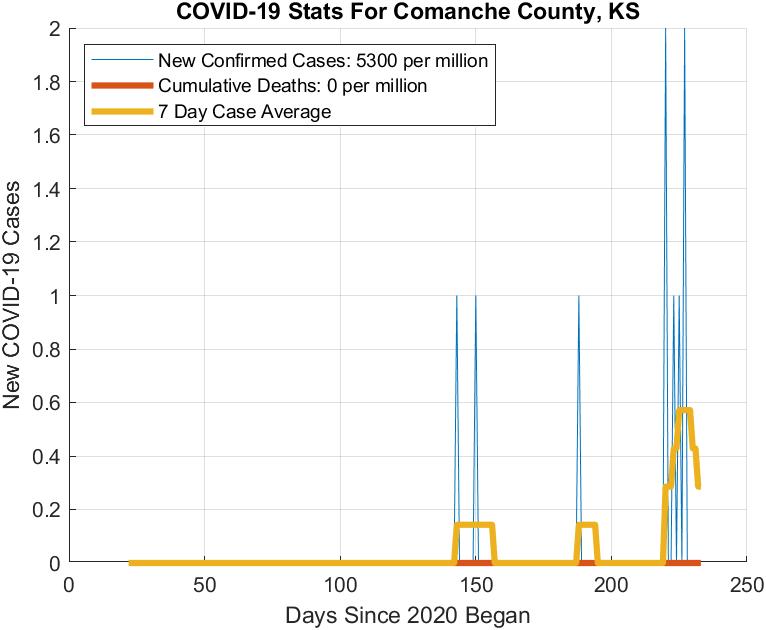 COVID-19 Stats For Comanche County, KS
New Confirmed Cases: 5300 per million
Cumulative Deaths: 0 per million
7 Day Case Average
New COVID-19 Cases
2
1.8
1.6
1.4
1.2
1
0.8
0.6
0.4
0.2
0
0 50 100 150 200 250
Days Since 2020 Began